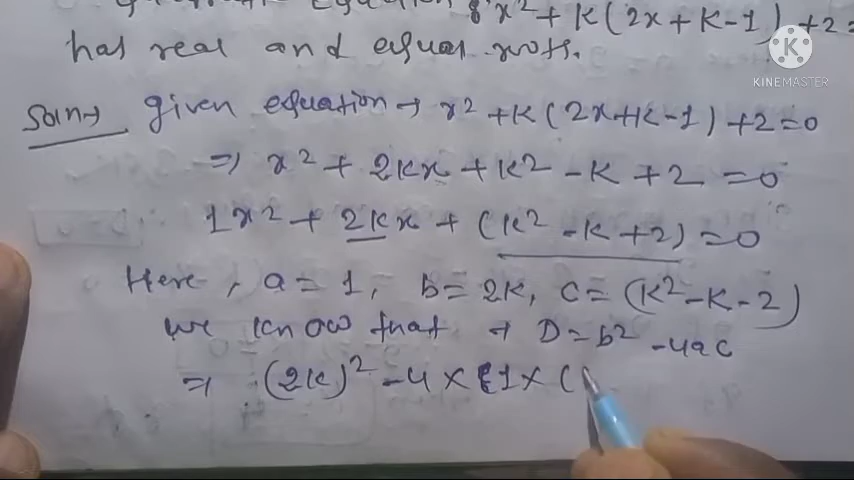 Equation 8 x² + K(2x + K-1) + 2 =
has real and equal roots.
KINEMASTER
Soln→ given equation → x² + K(2x+K-1) + 2 = 0
⇒ x² + 2Kx + K² - K + 2 = 0
1x² + 2Kx + (K² - K + 2) = 0
Here, a = 1, b = 2K, C = (K² - K - 2)
we know that → D = b² - 4ac
⇒ (2K)² - 4 × {1 × (